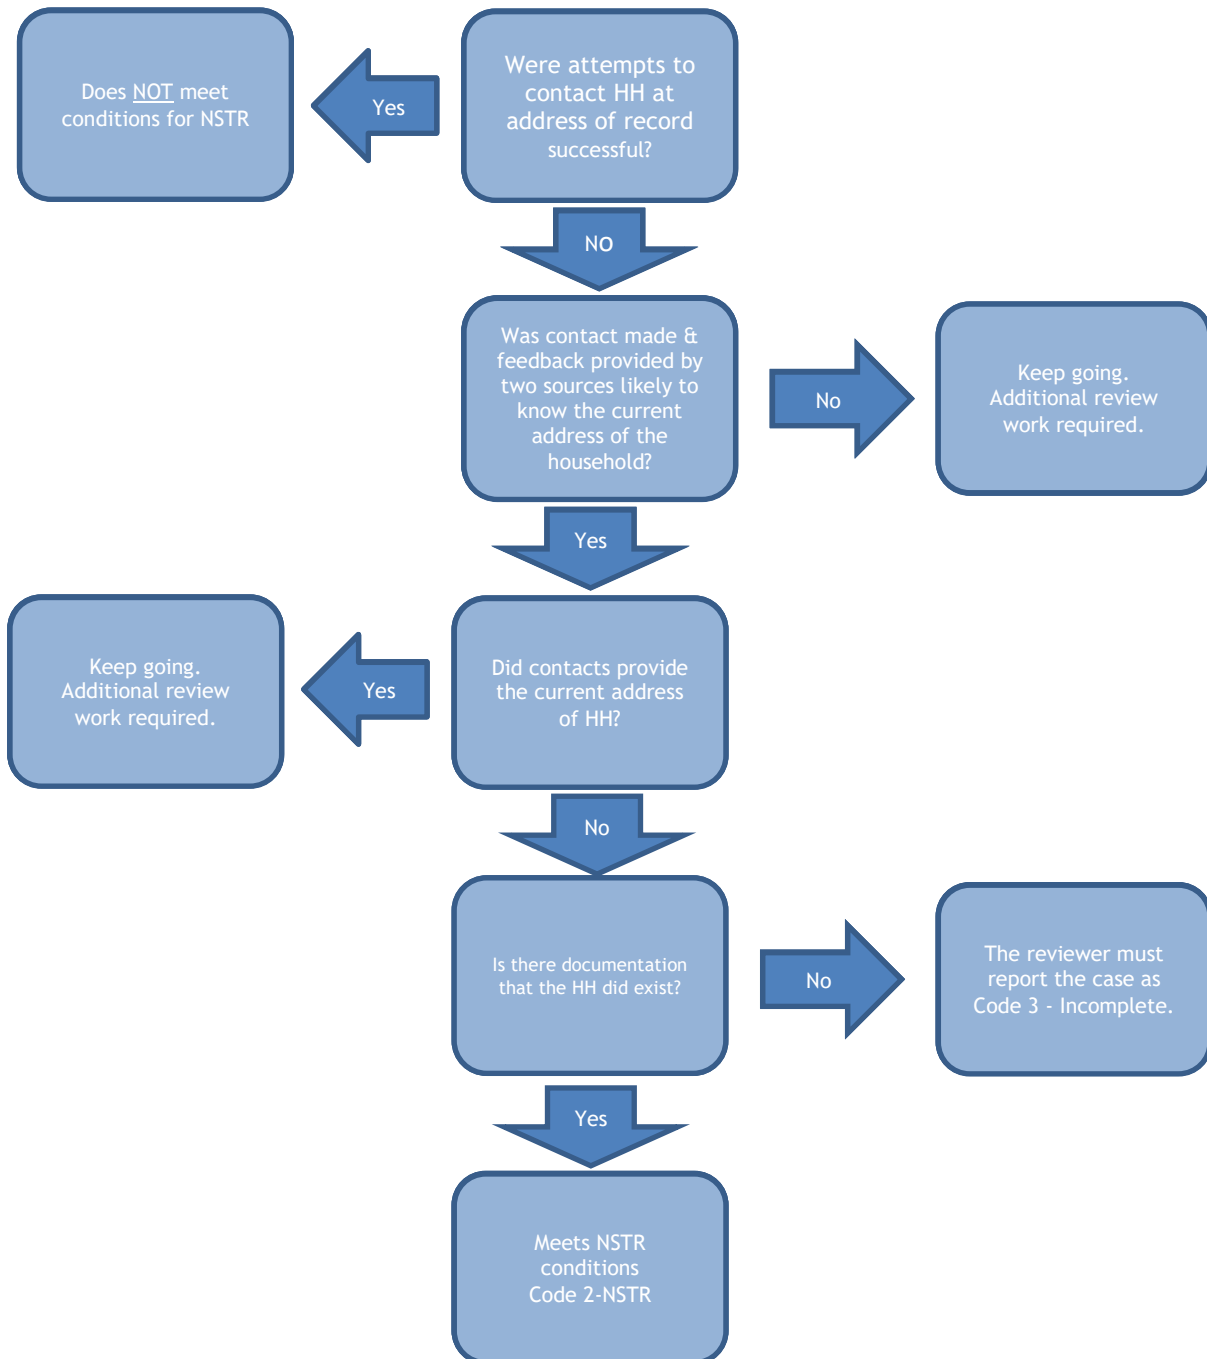 Does NOT meet
conditions for NSTR
Yes
Were attempts to
contact HH at
address of record
successful?
NO
Was contact made &
feedback provided by
two sources likely to
know the current
address of the
household?
No
Keep going.
Additional review
work required.
Yes
Keep going.
Additional review
work required.
Yes
Did contacts provide
the current address
of HH?
No
Is there documentation
that the HH did exist?
No
The reviewer must
report the case as
Code 3 - Incomplete.
Yes
Meets NSTR
conditions
Code 2-NSTR